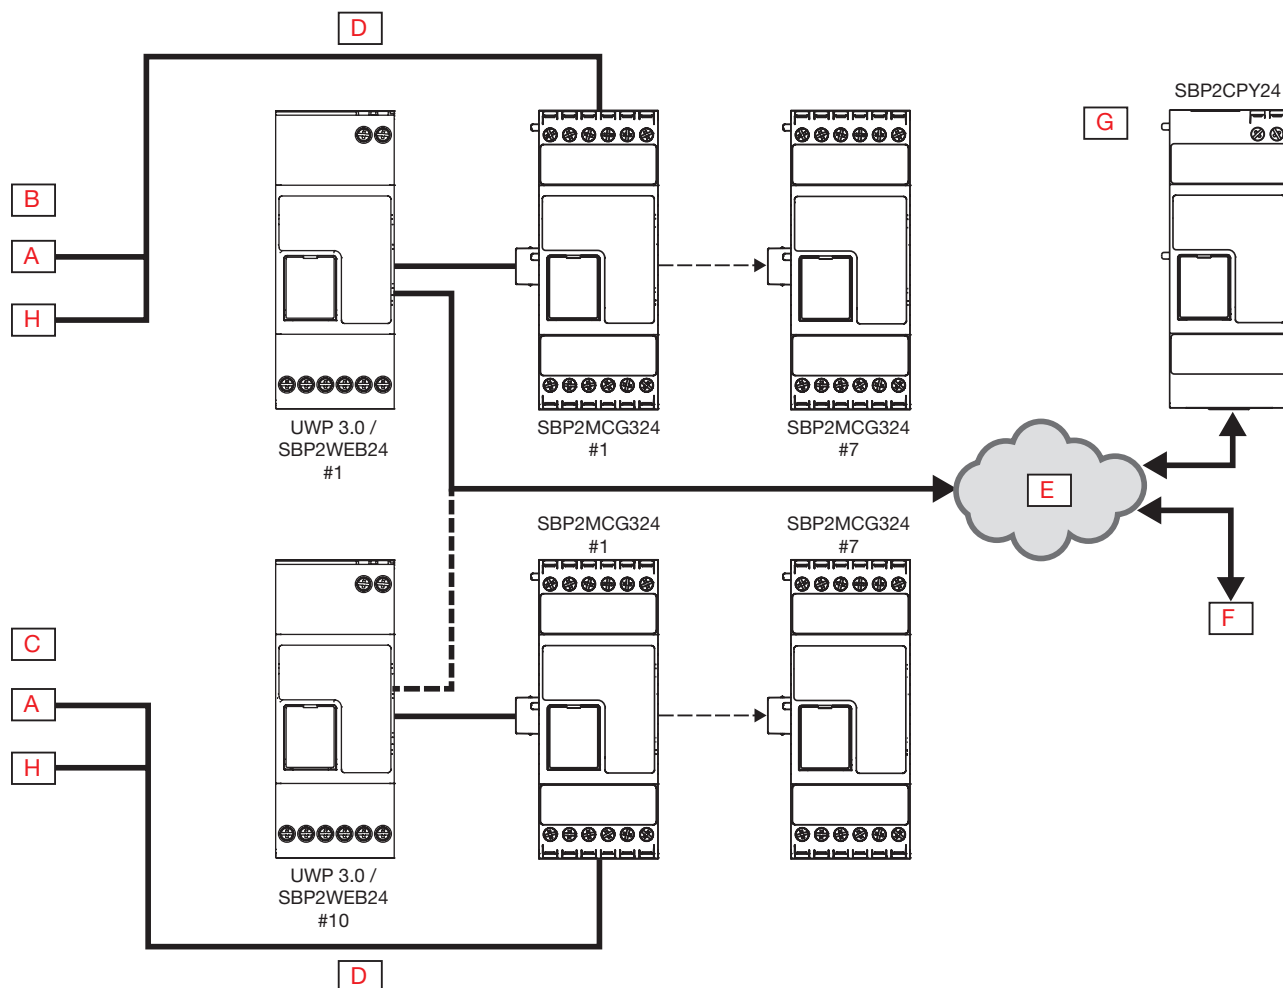 D
SBP2CPY24
G
B
A
H
UWP 3.0 /
SBP2WEB24
#1
SBP2MCG324
#1
SBP2MCG324
#7
E
SBP2MCG324
#1
SBP2MCG324
#7
F
C
A
H
UWP 3.0 /
SBP2WEB24
#10
D